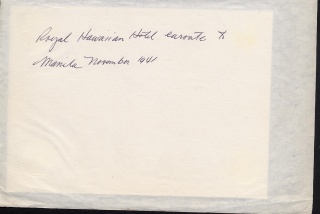 Royal Hawaiian Hotel enroute to
Manila November 1941